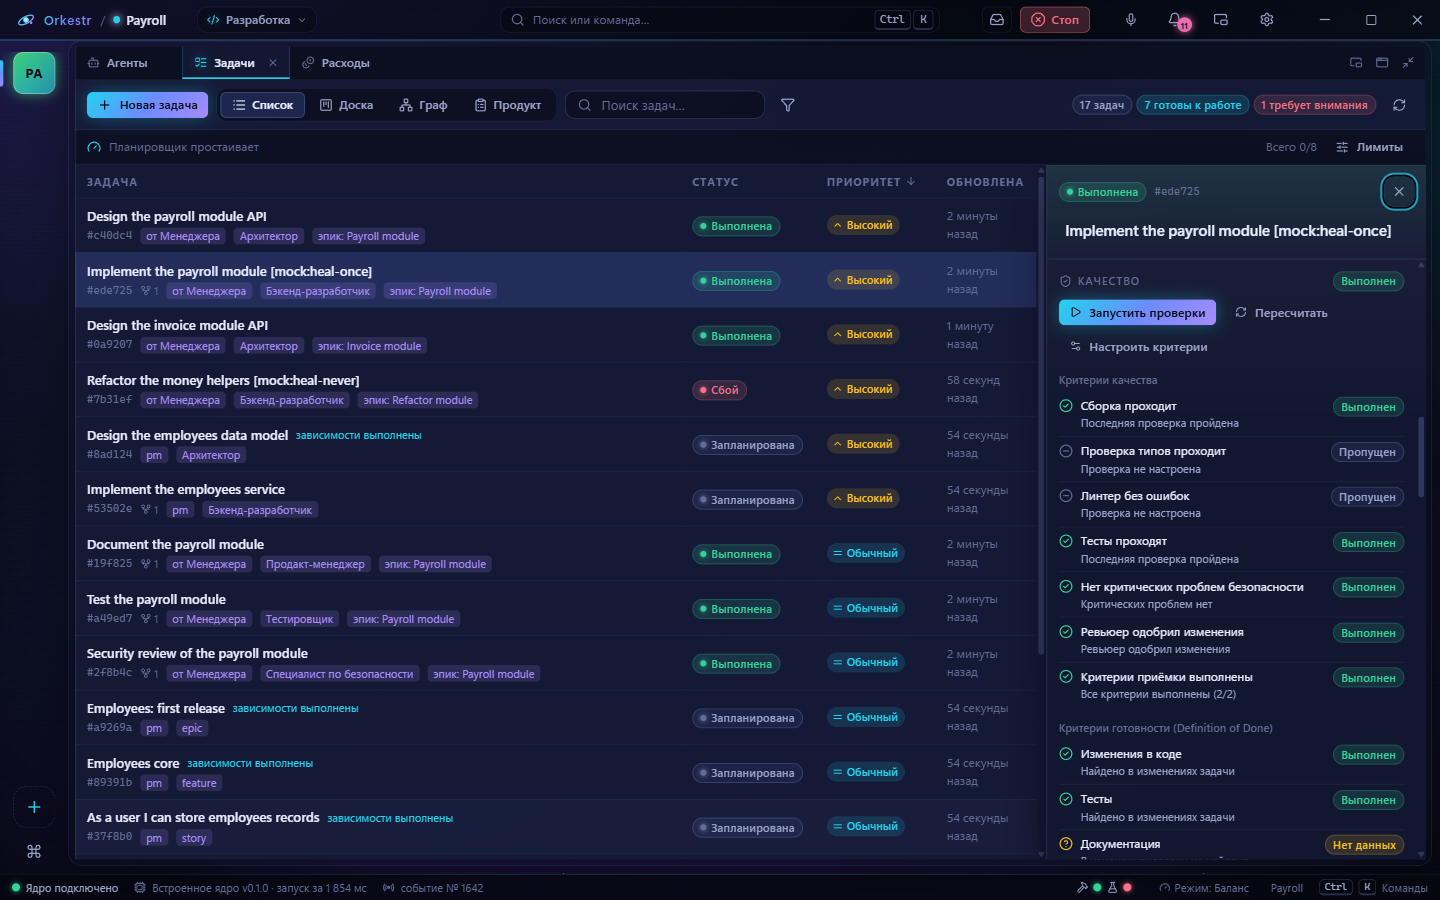 Orkestr / Payroll
Разработка
Поиск или команда...
Ctrl K
Стоп
11
PA
Агенты
Задачи
Расходы
Новая задача
Список
Доска
Граф
Продукт
Поиск задач...
17 задач
7 готовы к работе
1 требует внимания
Планировщик простаивает
Всего 0/8
Лимиты
ЗАДАЧА
СТАТУС
ПРИОРИТЕТ
ОБНОВЛЕНА
Design the payroll module API
#c40dc4 от Менеджера Архитектор эпик: Payroll module
Выполнена
Высокий
2 минуты назад
Implement the payroll module [mock:heal-once]
#ede725 1 от Менеджера Бэкенд-разработчик эпик: Payroll module
Выполнена
Высокий
2 минуты назад
Design the invoice module API
#0a9207 от Менеджера Архитектор эпик: Invoice module
Выполнена
Высокий
1 минуту назад
Refactor the money helpers [mock:heal-never]
#7b31ef от Менеджера Бэкенд-разработчик эпик: Refactor module
Сбой
Высокий
58 секунд назад
Design the employees data model зависимости выполнены
#8ad124 pm Архитектор
Запланирована
Высокий
54 секунды назад
Implement the employees service
#53502e 1 pm Бэкенд-разработчик
Запланирована
Высокий
54 секунды назад
Document the payroll module
#19f825 1 от Менеджера Продакт-менеджер эпик: Payroll module
Выполнена
Обычный
2 минуты назад
Test the payroll module
#a49ed7 1 от Менеджера Тестировщик эпик: Payroll module
Выполнена
Обычный
2 минуты назад
Security review of the payroll module
#2f8b4c 1 от Менеджера Специалист по безопасности эпик: Payroll module
Выполнена
Обычный
2 минуты назад
Employees: first release зависимости выполнены
#a9269a pm epic
Запланирована
Обычный
54 секунды назад
Employees core зависимости выполнены
#89391b pm feature
Запланирована
Обычный
54 секунды назад
As a user I can store employees records зависимости выполнены
#37f8b0 pm story
Запланирована
Обычный
54 секунды назад
Выполнена #ede725
Implement the payroll module [mock:heal-once]
КАЧЕСТВО
Выполнен
Запустить проверки
Пересчитать
Настроить критерии
Критерии качества
Сборка проходит
Выполнен
Последняя проверка пройдена
Проверка типов проходит
Пропущен
Проверка не настроена
Линтер без ошибок
Пропущен
Проверка не настроена
Тесты проходят
Выполнен
Последняя проверка пройдена
Нет критических проблем безопасности
Выполнен
Критических проблем нет
Ревьюер одобрил изменения
Выполнен
Ревьюер одобрил изменения
Критерии приёмки выполнены
Выполнен
Все критерии выполнены (2/2)
Критерии готовности (Definition of Done)
Изменения в коде
Выполнен
Найдено в изменениях задачи
Тесты
Выполнен
Найдено в изменениях задачи
Документация
Нет данных
Ядро подключено
Встроенное ядро v0.1.0 · запуск за 1 854 мс
событие № 1642
Режим: Баланс
Payroll
Ctrl K Команды